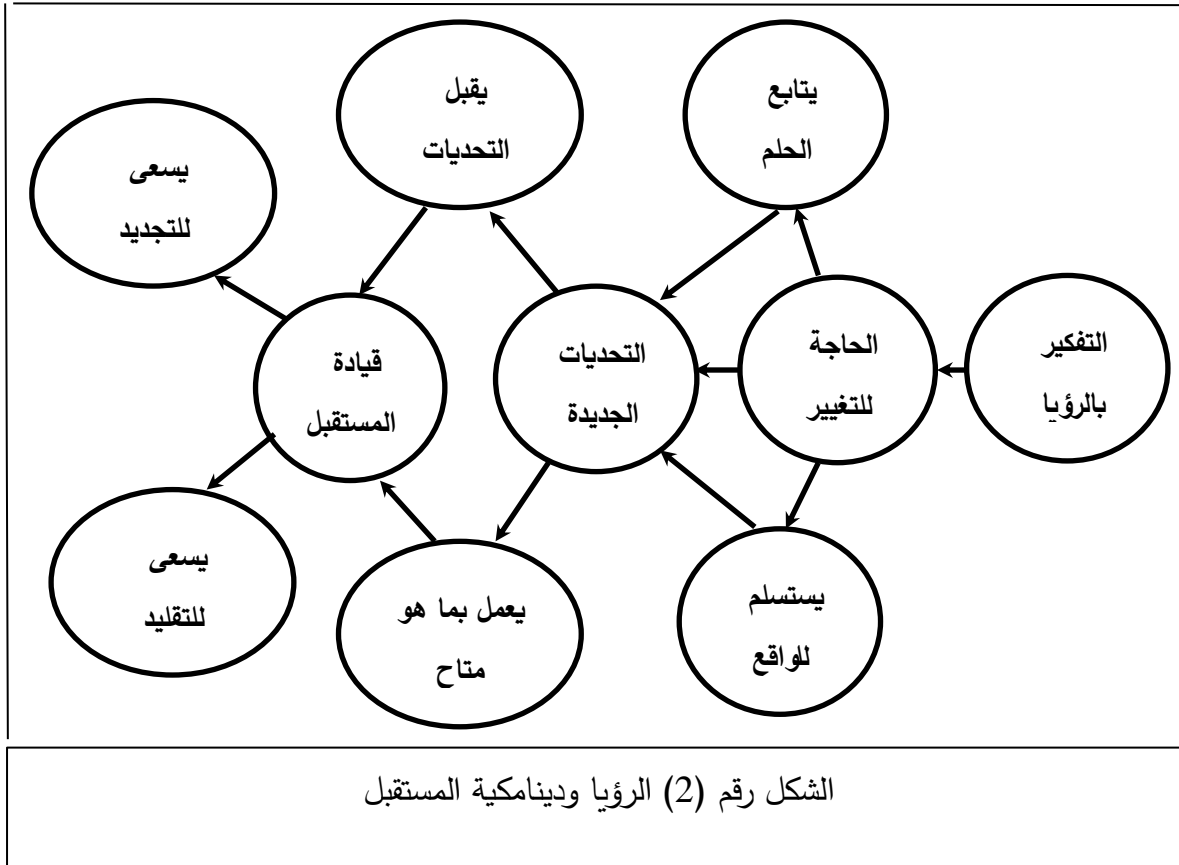 التفكير
بالرؤيا
الحاجة
للتغيير
يتابع
الحلم
يستسلم
للواقع
التحديات
الجديدة
يقبل
التحديات
يعمل بما هو
متاح
قيادة
المستقبل
يسعى
للتجديد
يسعى
للتقليد
الشكل رقم (2) الرؤيا ودينامكية المستقبل